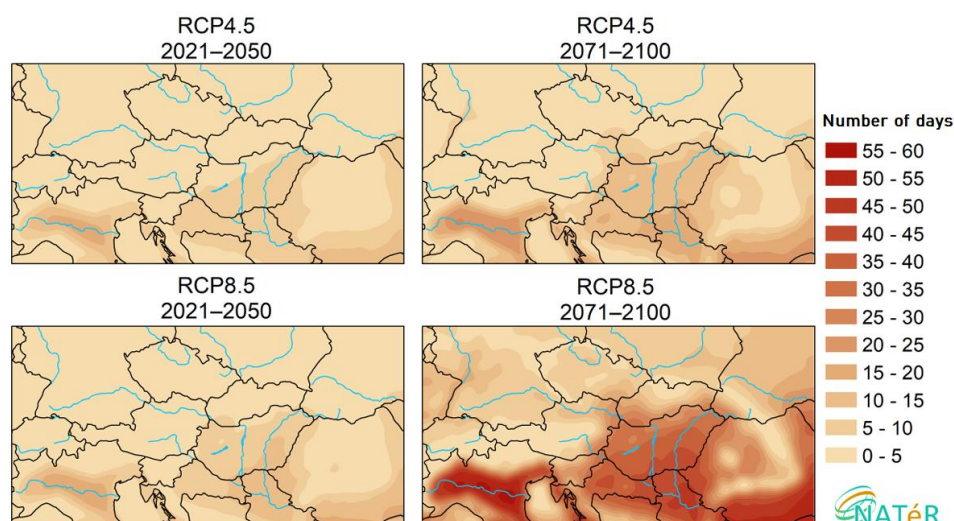 RCP4.5
2021–2050
RCP4.5
2071–2100
RCP8.5
2021–2050
RCP8.5
2071–2100
Number of days
55 - 60
50 - 55
45 - 50
40 - 45
35 - 40
30 - 35
25 - 30
20 - 25
15 - 20
10 - 15
5 - 10
0 - 5
NATéR